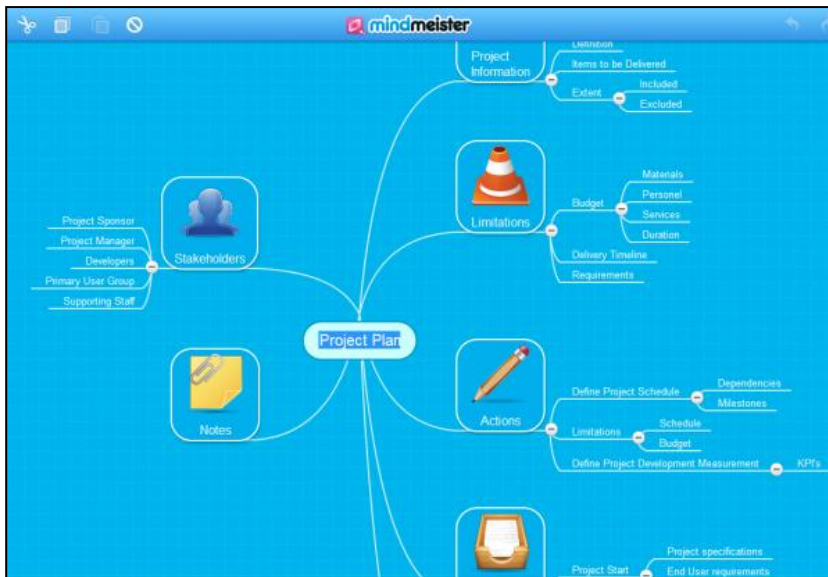 mindmeister
Project
Information
Definition
Items to be Delivered
Extent
Included
Excluded
Limitations
Budget
Materials
Personel
Services
Duration
Delivery Timeline
Requirements
Stakeholders
Project Sponsor
Project Manager
Developers
Primary User Group
Supporting Staff
Project Plan
Notes
Actions
Define Project Schedule
Dependencies
Milestones
Limitations
Schedule
Budget
Define Project Development Measurement
KPI's
Project Start
Project specifications
End User requirements